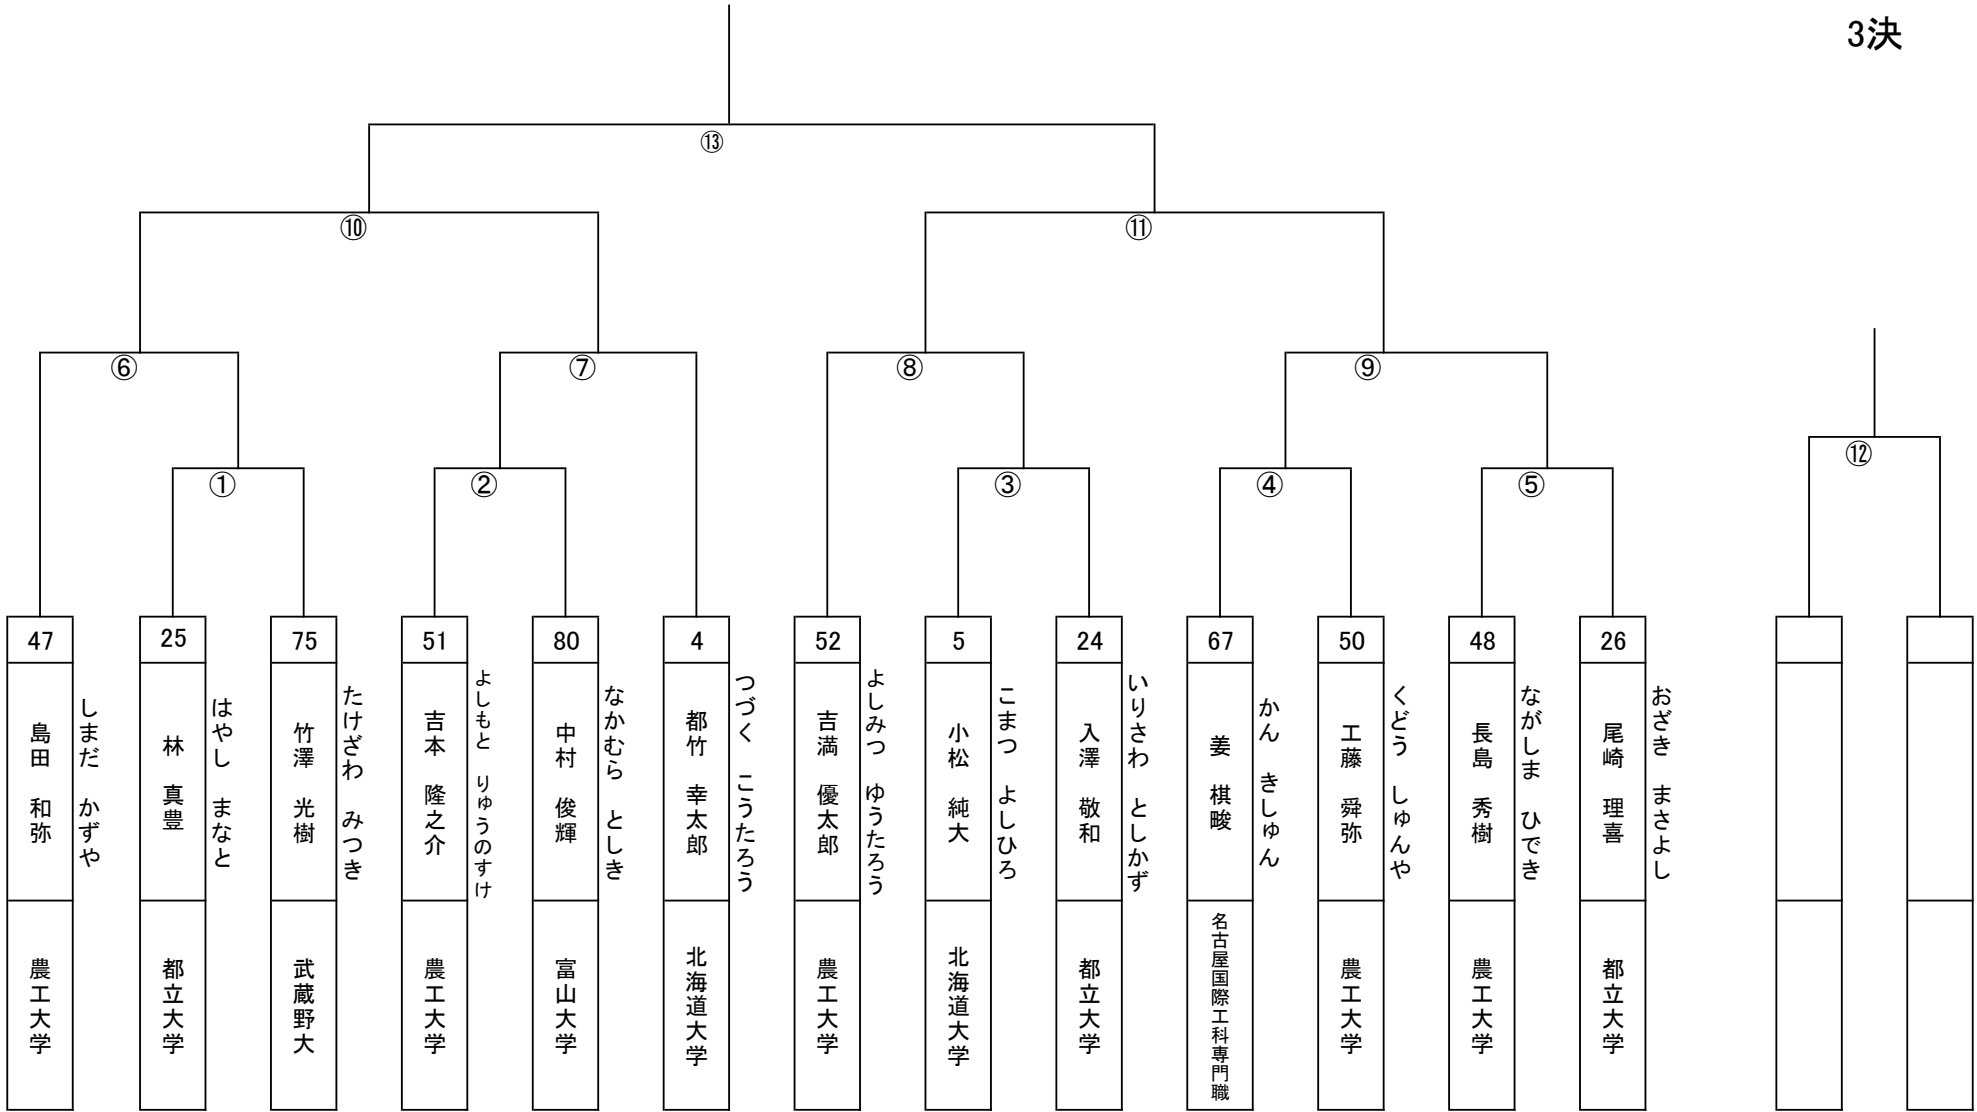 3決
⑬
⑩
⑪
⑥
⑦
⑧
⑨
⑫
①
②
③
④
⑤
47
島田 和弥
しまだ かずや
農工大学
25
林 真豊
はやし まなと
都立大学
75
竹澤 光樹
たけざわ みつき
武蔵野大
51
吉本 隆之介
よしもと りゅうのすけ
農工大学
80
中村 俊輝
なかむら としき
富山大学
4
都竹 幸太郎
つづく こうたろう
北海道大学
52
吉満 優太郎
よしみつ ゆうたろう
農工大学
5
小松 純大
こまつ よしひろ
北海道大学
24
入澤 敬和
いりさわ としかず
都立大学
67
姜 棋畯
かん きしゅん
名古屋国際工科専門職
50
工藤 舜弥
くどう しゅんや
農工大学
48
長島 秀樹
ながしま ひでき
農工大学
26
尾崎 理喜
おざき まさよし
都立大学